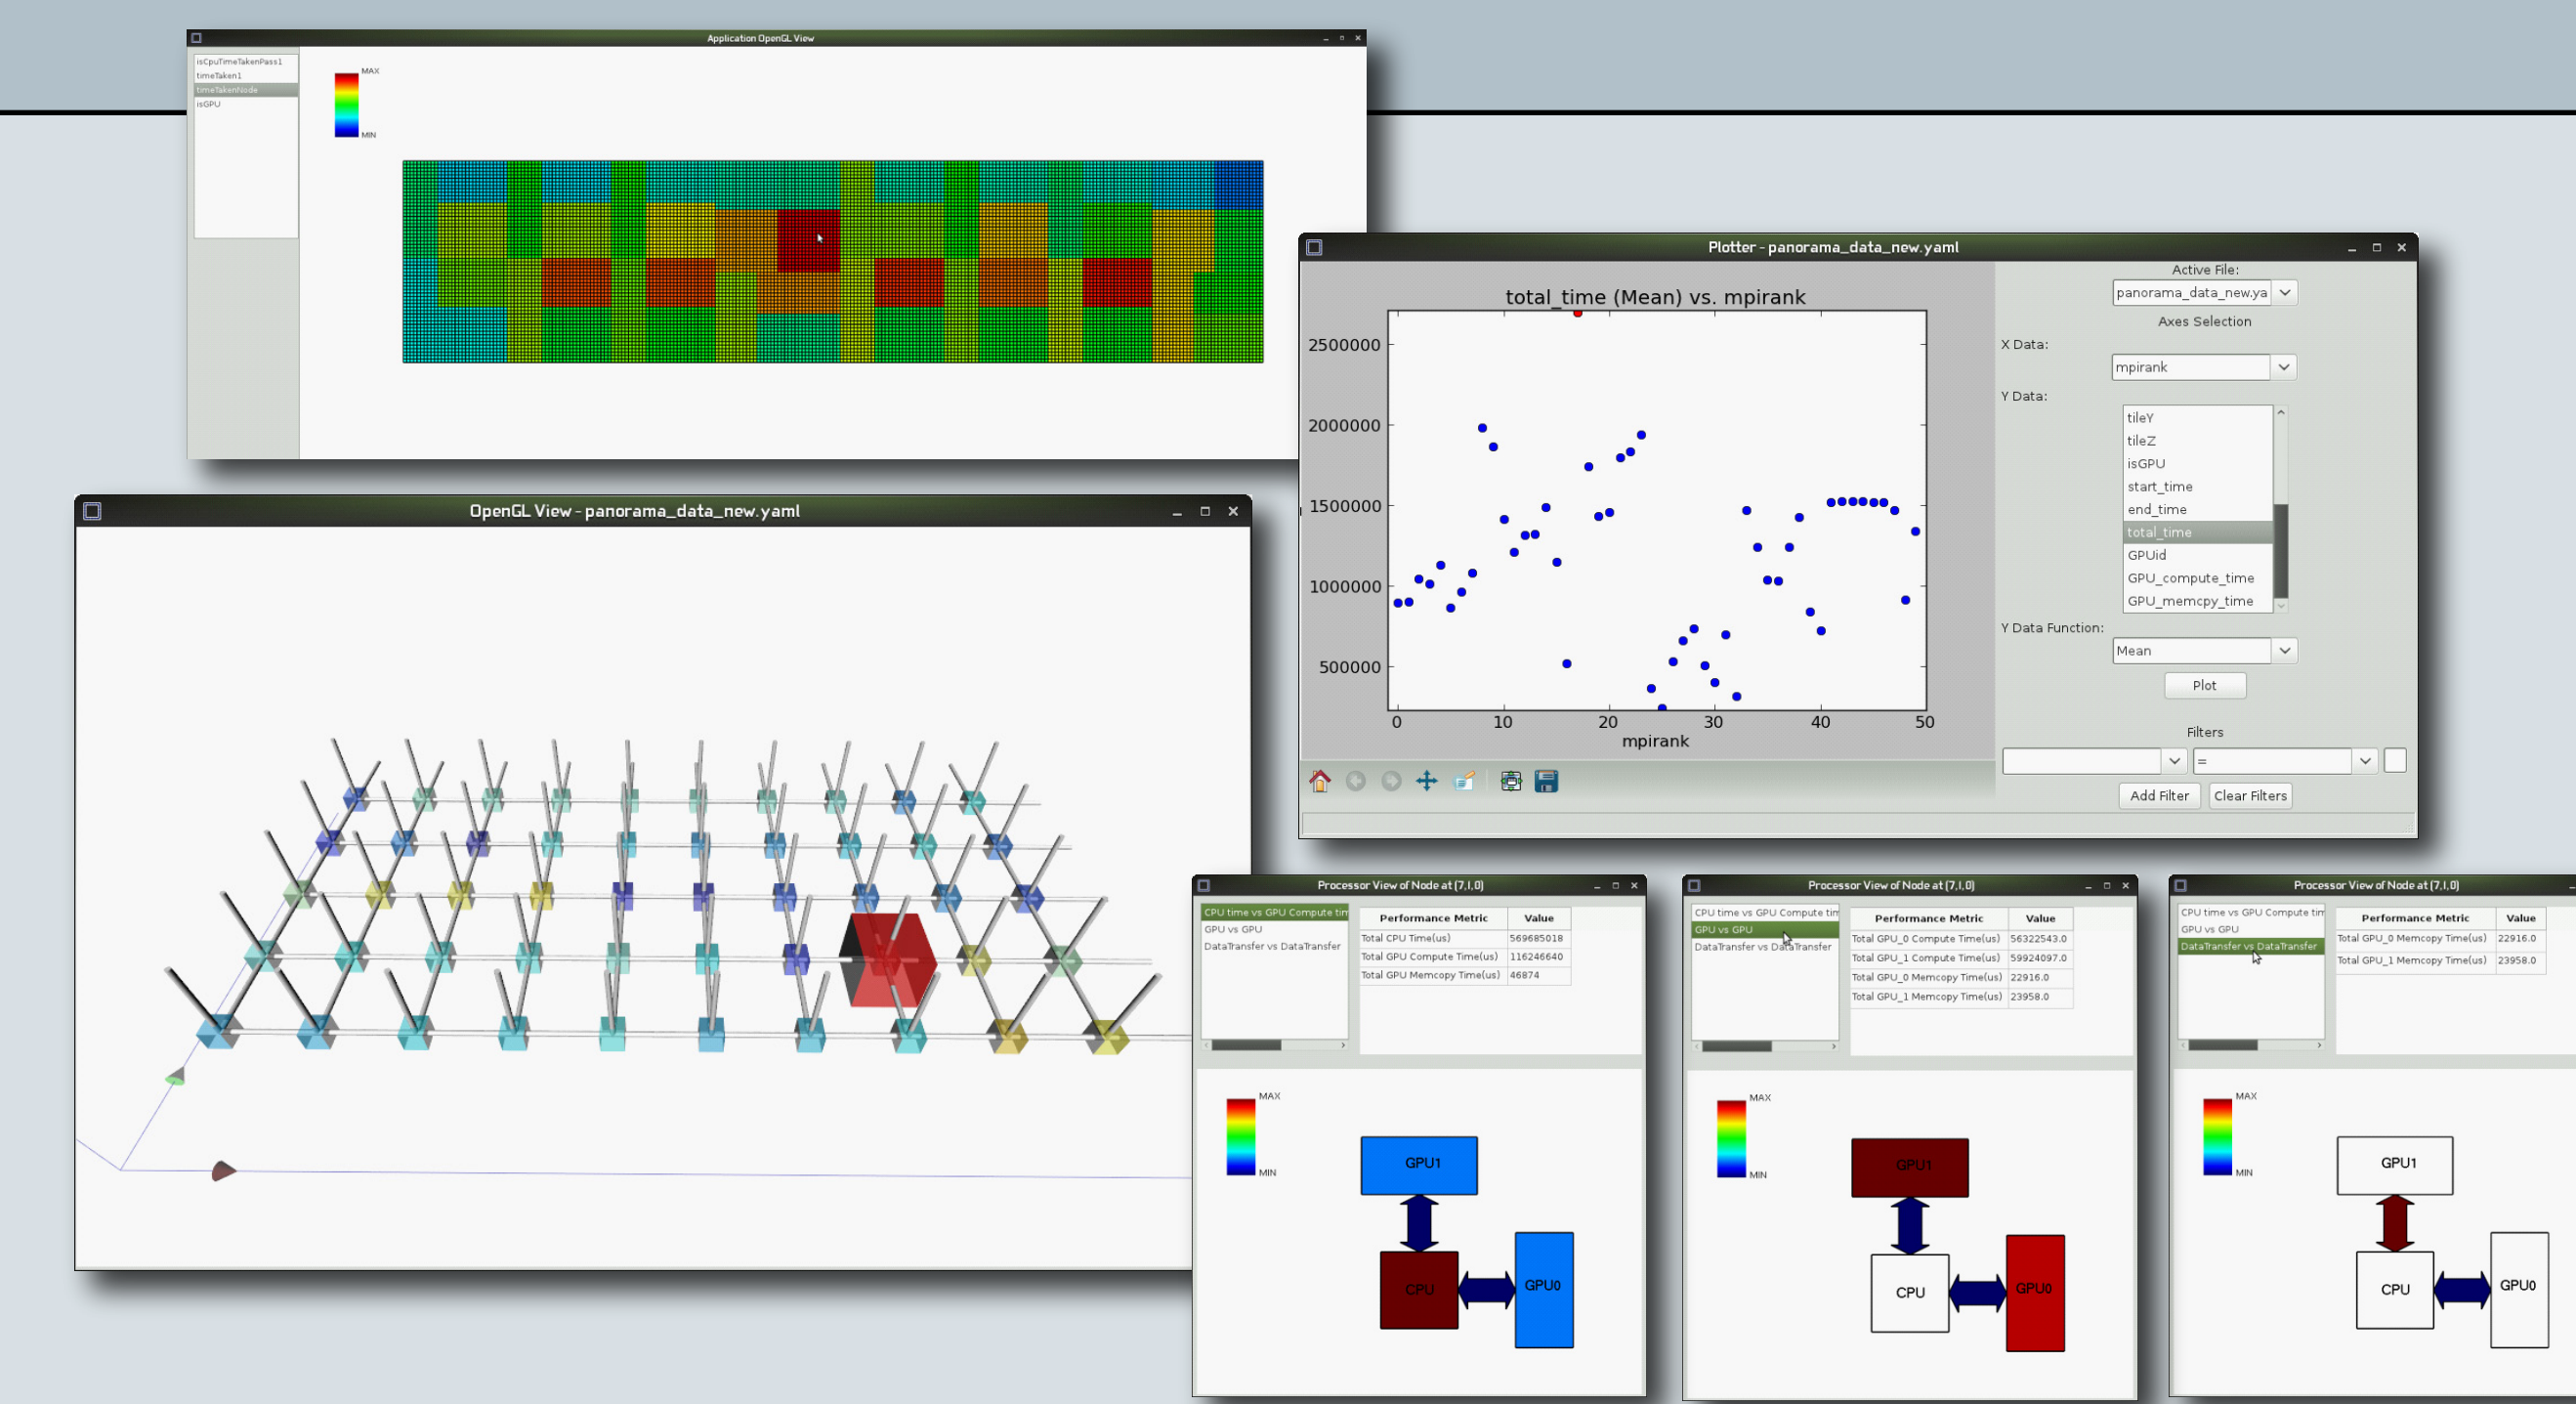 Application OpenGL View
isCpuTimeTakenPass1
timeTaken1
timeTakenNode
isGPU
MAX
MIN
Plotter - panorama_data_new.yaml
total_time (Mean) vs. mpirank
2500000
2000000
1500000
1000000
500000
0 10 20 30 40 50
mpirank
Active File:
panorama_data_new.ya
Axes Selection
X Data:
mpirank
Y Data:
tileY
tileZ
isGPU
start_time
end_time
total_time
GPUid
GPU_compute_time
GPU_memcpy_time
Y Data Function:
Mean
Plot
Filters
=
Add Filter Clear Filters
OpenGL View - panorama_data_new.yaml
Processor View of Node at (7,1,0)
CPU time vs GPU Compute tim
GPU vs GPU
DataTransfer vs DataTransfer
Performance Metric Value
Total CPU Time(us) 569685018
Total GPU Compute Time(us) 116246640
Total GPU Memcopy Time(us) 46874
MAX
MIN
GPU1
CPU
GPU0
Processor View of Node at (7,1,0)
CPU time vs GPU Compute tim
GPU vs GPU
DataTransfer vs DataTransfer
Performance Metric Value
Total GPU_0 Compute Time(us) 56322543.0
Total GPU_1 Compute Time(us) 59924097.0
Total GPU_0 Memcopy Time(us) 22916.0
Total GPU_1 Memcopy Time(us) 23958.0
MAX
MIN
GPU1
CPU
GPU0
Processor View of Node at (7,1,0)
CPU time vs GPU Compute tim
GPU vs GPU
DataTransfer vs DataTransfer
Performance Metric Value
Total GPU_0 Memcopy Time(us) 22916.0
Total GPU_1 Memcopy Time(us) 23958.0
MAX
MIN
GPU1
CPU
GPU0